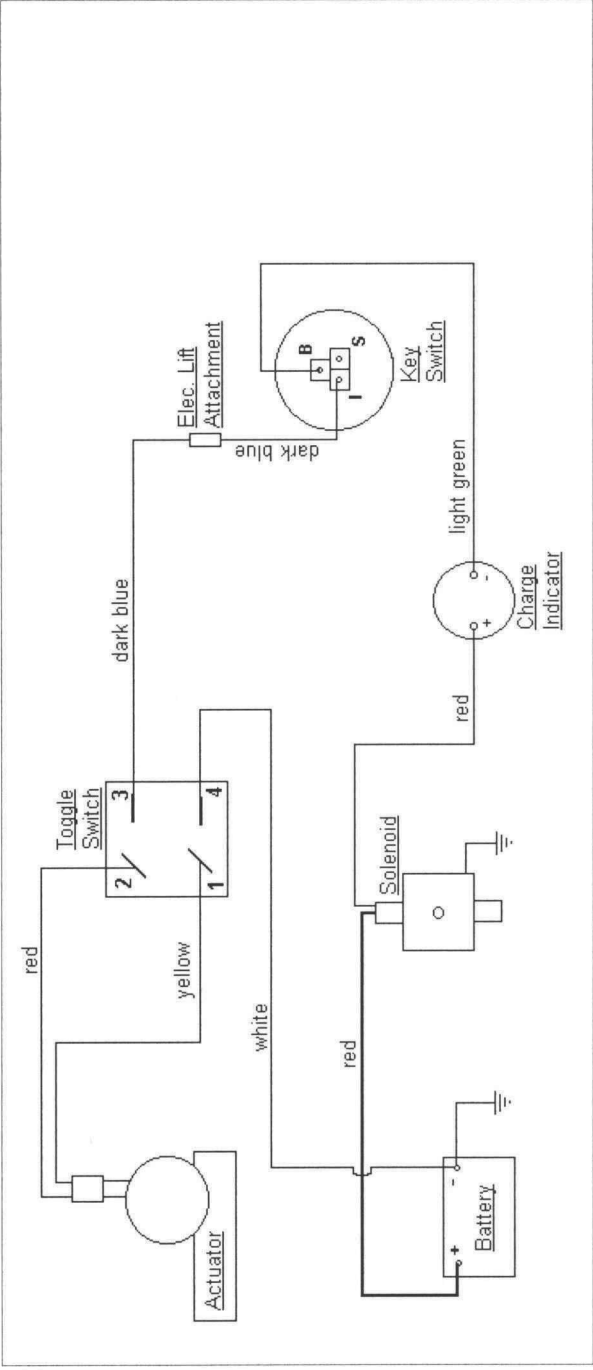 red
Toggle
Switch
2
3
1
4
yellow
dark blue
Elec. Lift
Attachment
dark blue
B
S
I
Key
Switch
white
Actuator
red
Solenoid
red
light green
+
-
Charge
Indicator
+
-
Battery